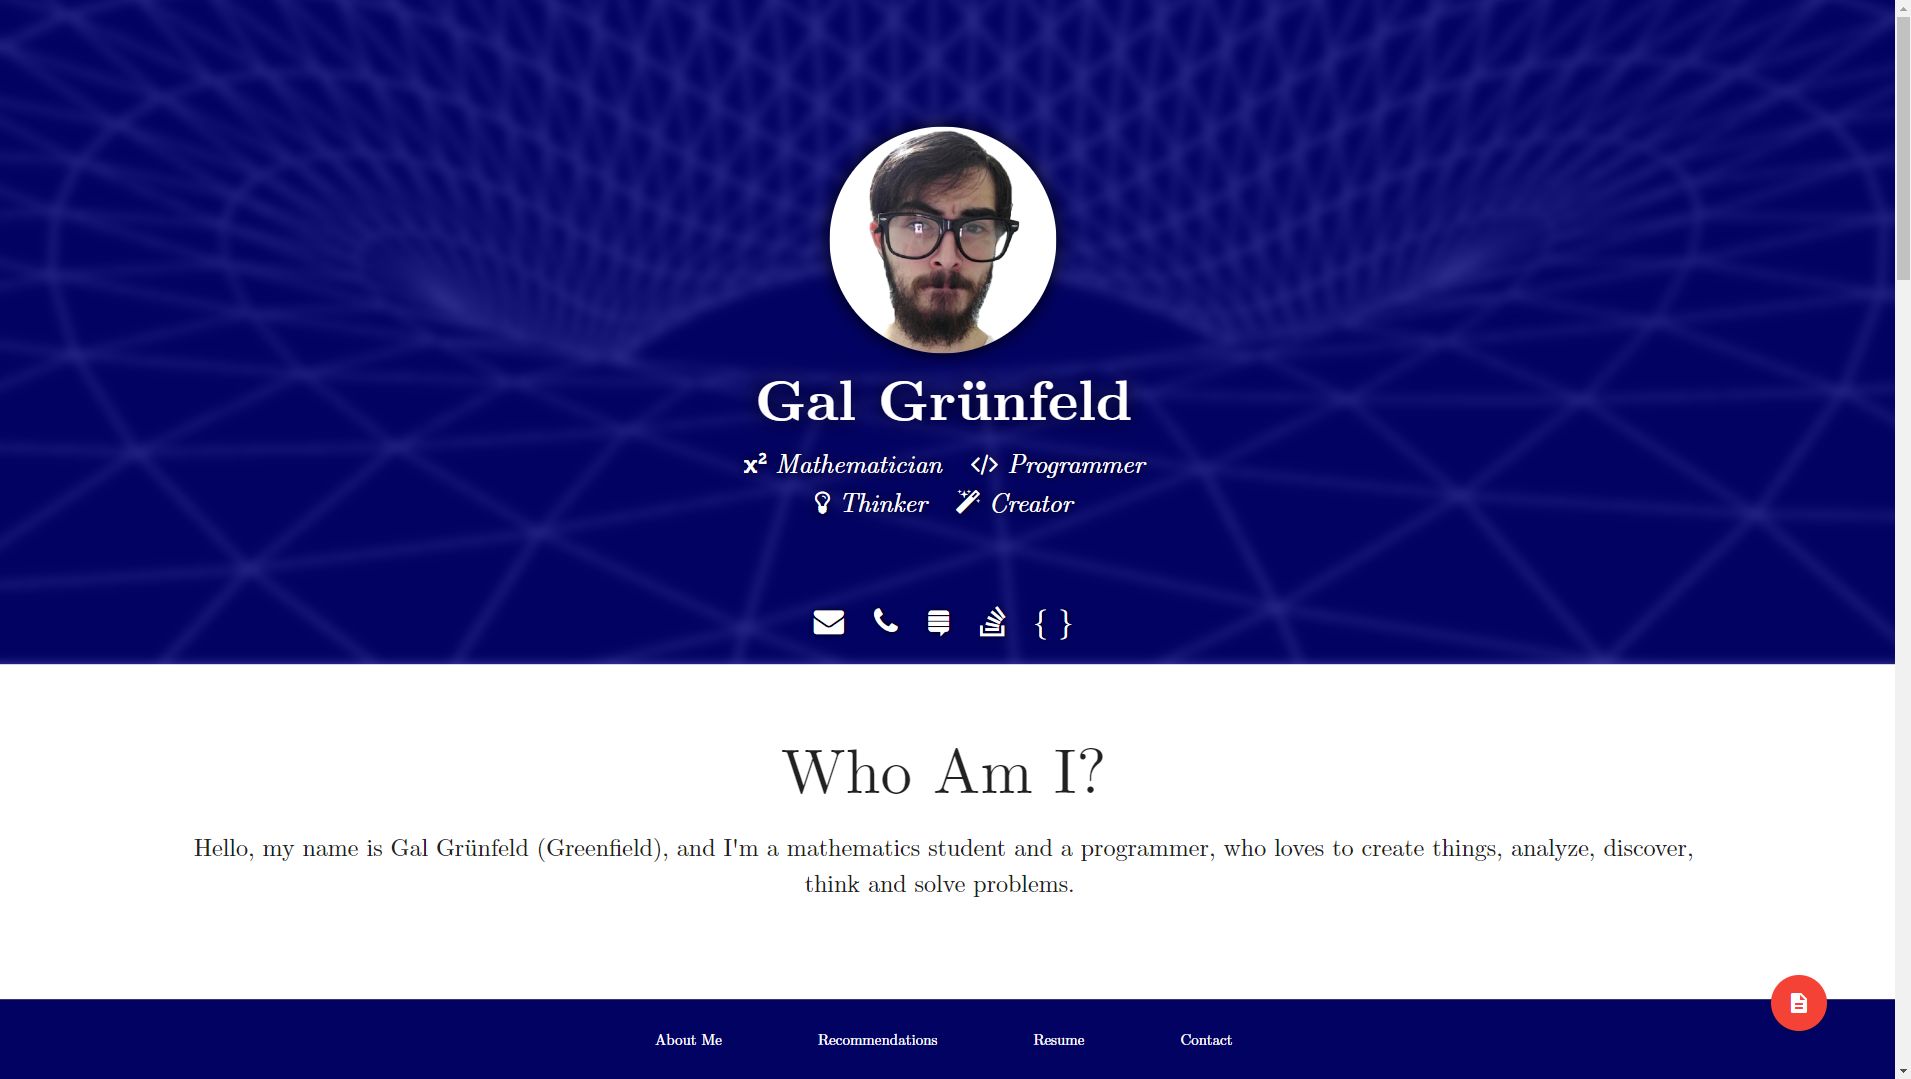 Gal Grünfeld
x² Mathematician </> Programmer
Thinker Creator
{ }
Who Am I?
Hello, my name is Gal Grünfeld (Greenfield), and I'm a mathematics student and a programmer, who loves to create things, analyze, discover,
think and solve problems.
About Me Recommendations Resume Contact